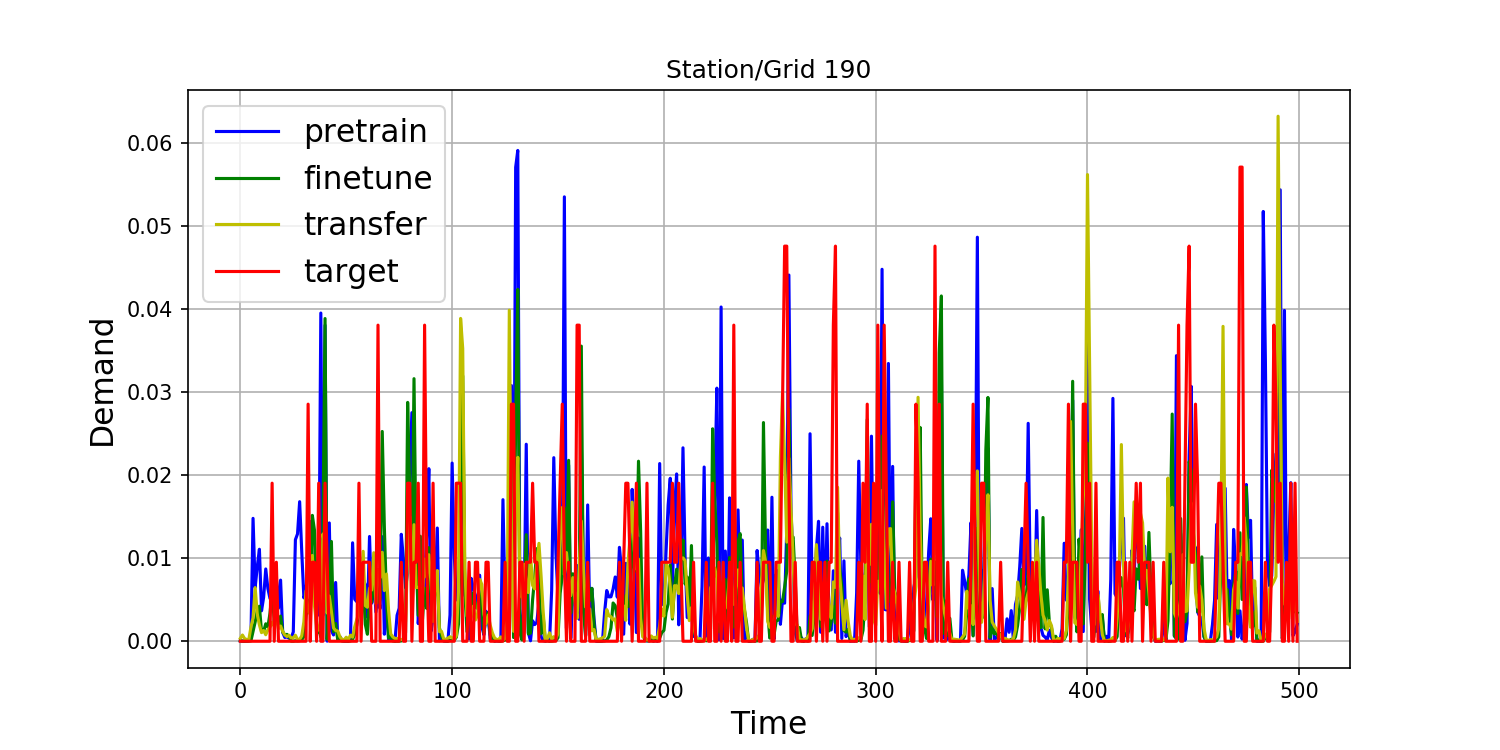 Station/Grid 190
pretrain
finetune
transfer
target
Demand
0.06
0.05
0.04
0.03
0.02
0.01
0.00
0 100 200 300 400 500
Time